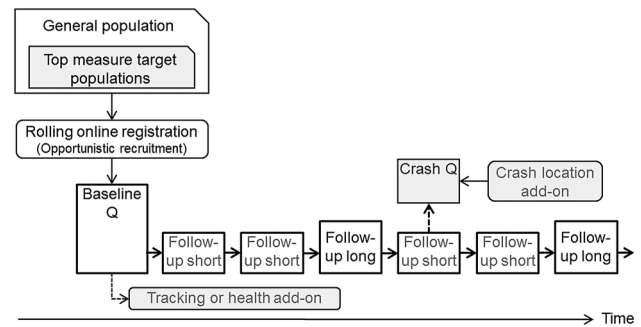 General population
Top measure target
populations
Rolling online registration
(Opportunistic recruitment)
Baseline
Q
Crash Q
Crash location
add-on
Follow-
up short
Follow-
up short
Follow-
up long
Follow-
up short
Follow-
up short
Follow-
up long
Tracking or health add-on
Time